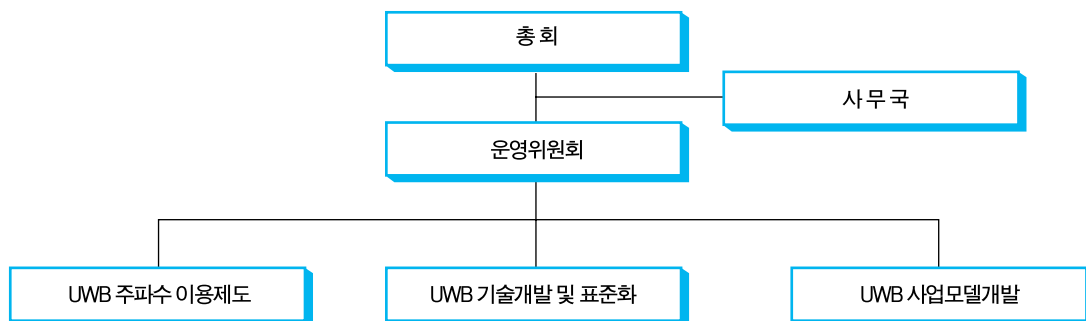 총 회
사 무 국
운영위원회
UWB 주파수 이용제도
UWB 기술개발 및 표준화
UWB 사업모델개발